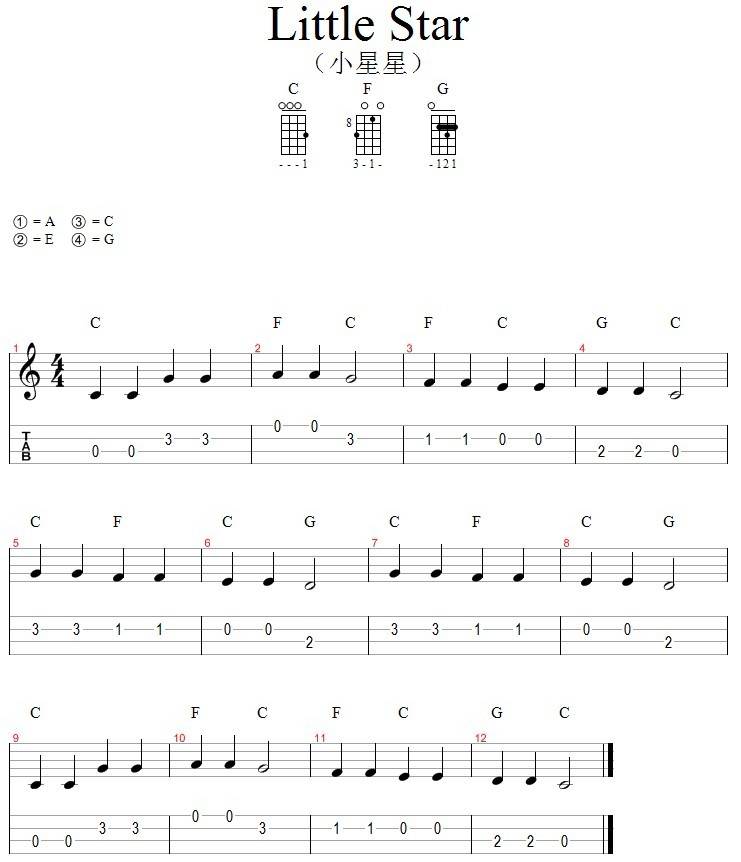 Little Star
（小星星）
C F G
8
- - - 1 3 - 1 - - 1 2 1
① = A ③ = C
② = E ④ = G
C F C F C G C
1 2 3 4
4
4
T
A
B
0 0
3 3 1 1 0 0
0 0 3 3 3 2 2 0
C F C G C F C G
5 6 7 8
3 3 1 1 0 0 3 3 1 1 0 0
2 2
C F C F C G C
9 10 11 12
0 0
3 3 3 1 1 0 0
0 0 2 2 0